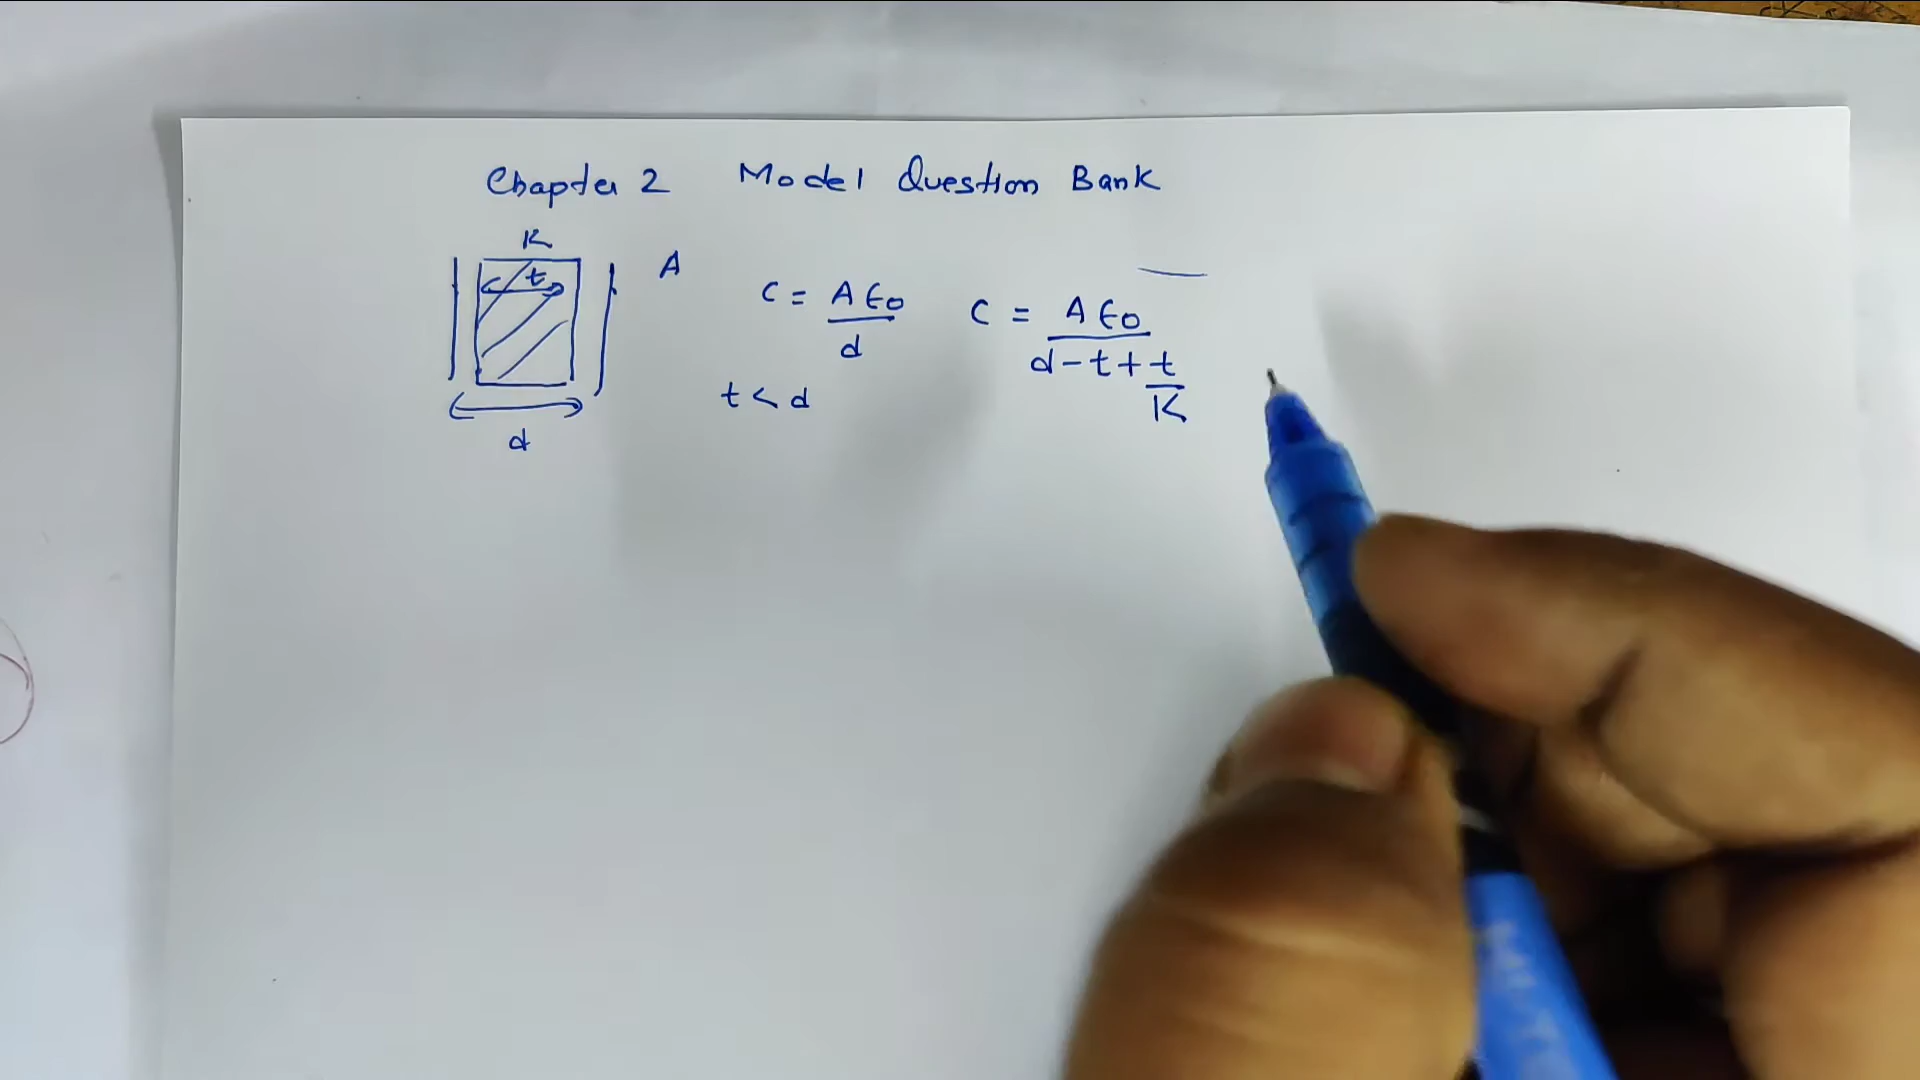 Chapter 2 Model Question Bank
K
t
A
C = Aϵ0/d
C = Aϵ0/(d-t+t/K)
t < d
d